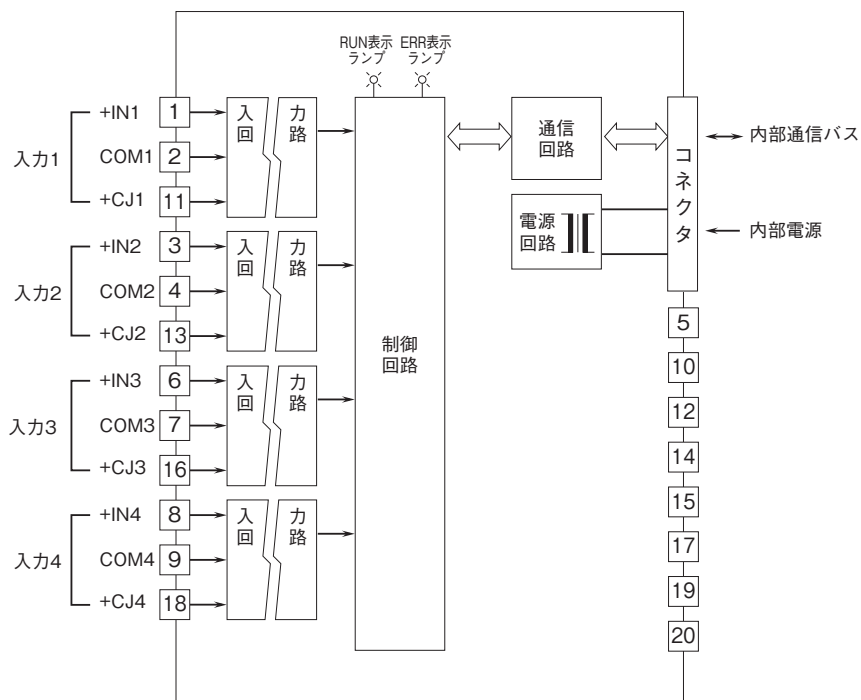 RUN表示
ランプ
ERR表示
ランプ
入力1
+IN1
1
COM1
2
+CJ1
11
入 力
回 路
入力2
+IN2
3
COM2
4
+CJ2
13
入 力
回 路
入力3
+IN3
6
COM3
7
+CJ3
16
入 力
回 路
入力4
+IN4
8
COM4
9
+CJ4
18
入 力
回 路
制御
回路
通信
回路
電源
回路
コネクタ
内部通信バス
内部電源
5
10
12
14
15
17
19
20